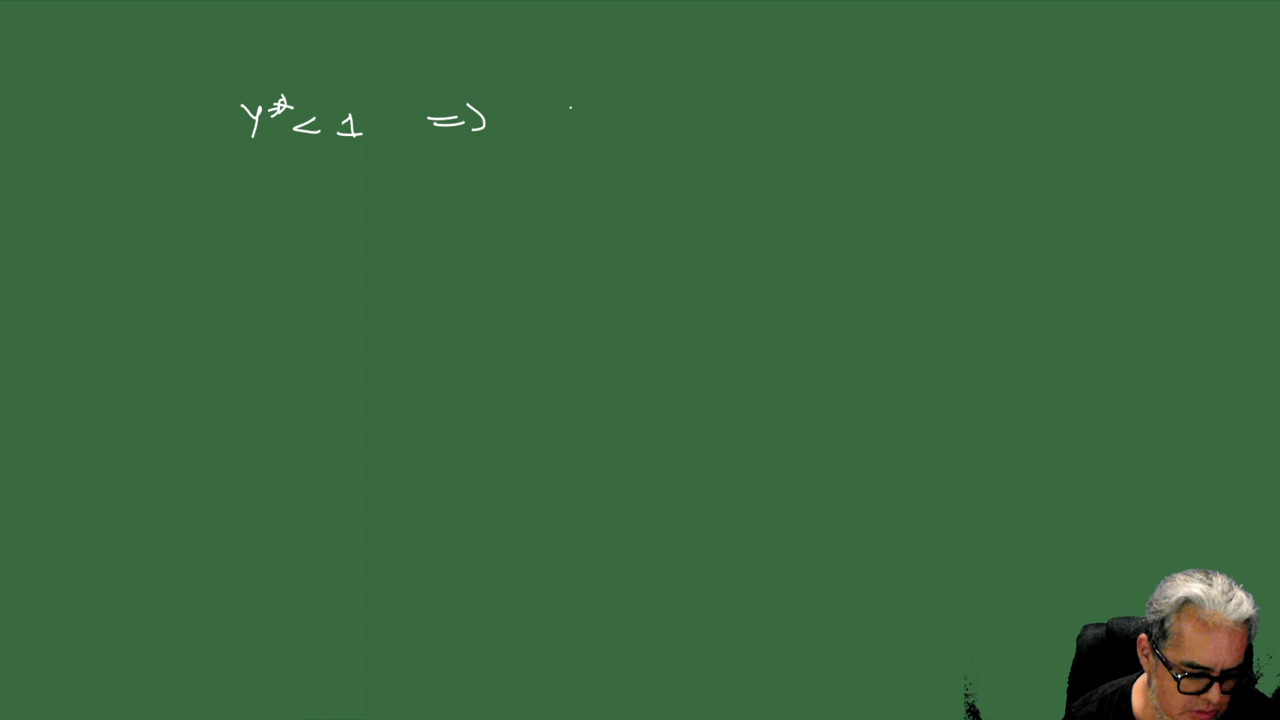 Y* < 1 =>